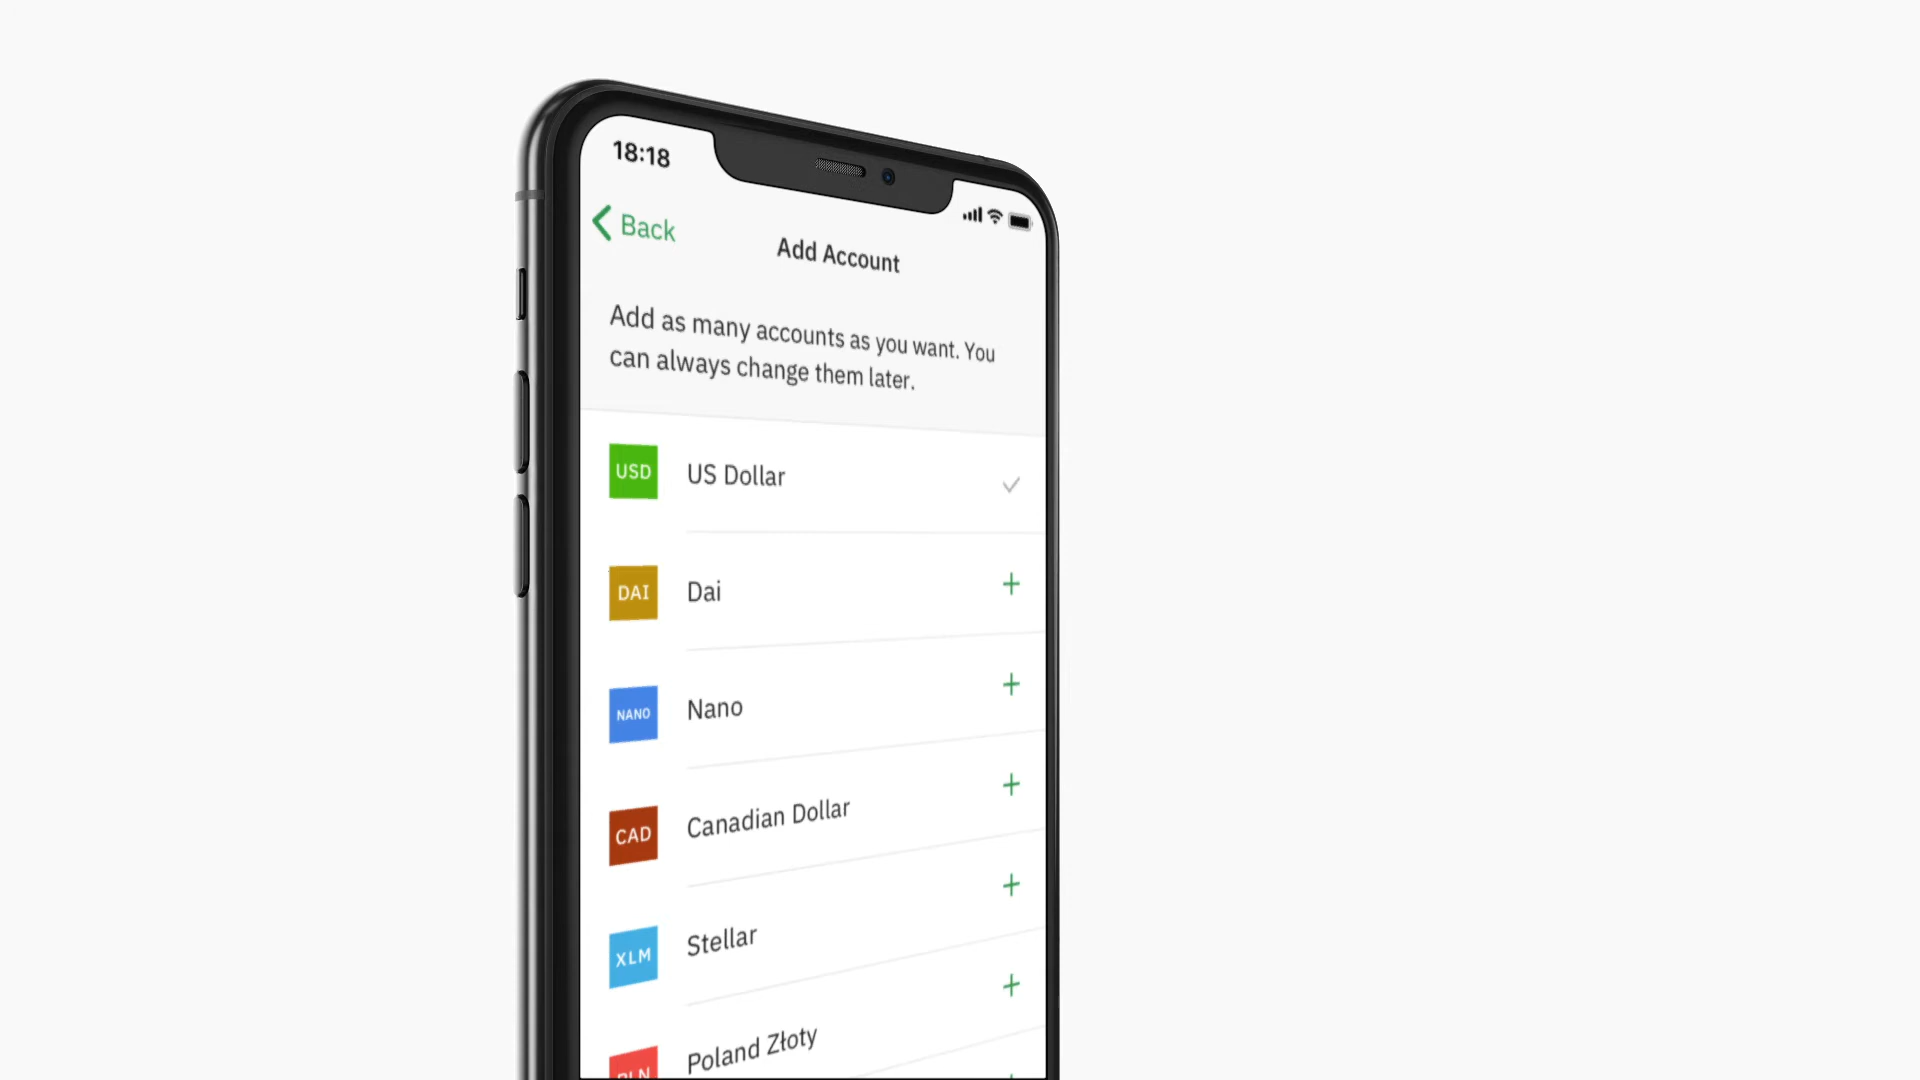 18:18
Back
Add Account
Add as many accounts as you want. You
can always change them later.
USD US Dollar
DAI Dai
NANO Nano
CAD Canadian Dollar
XLM Stellar
PLN Poland Złoty